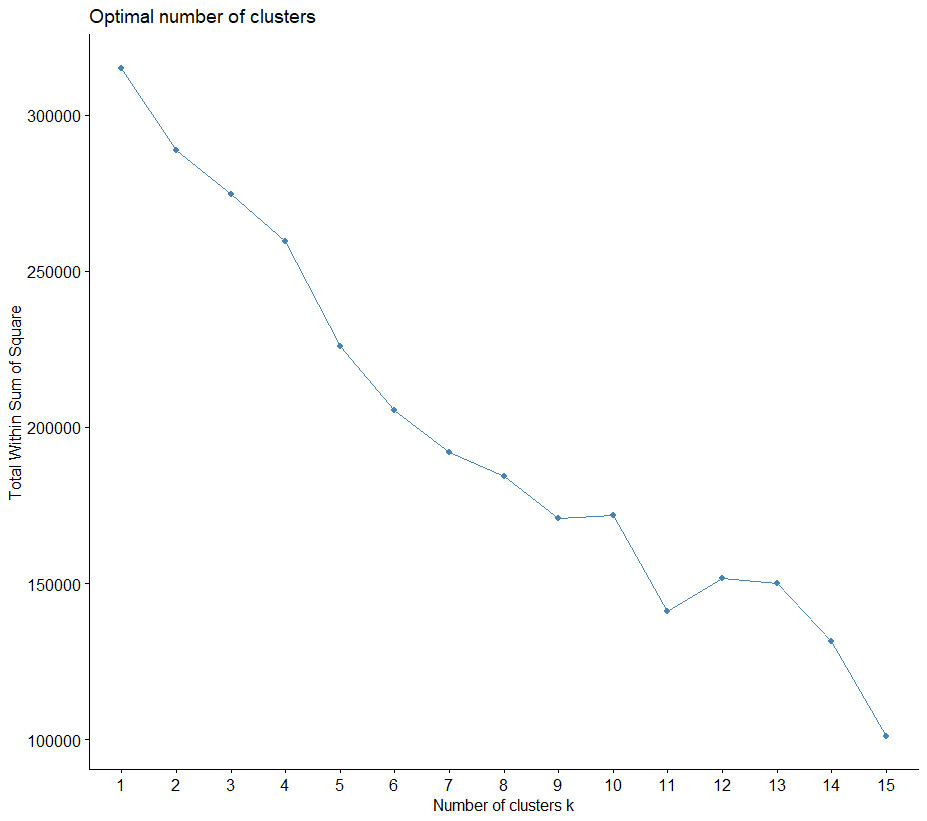 Optimal number of clusters
Total Within Sum of Square
300000
250000
200000
150000
100000
1 2 3 4 5 6 7 8 9 10 11 12 13 14 15
Number of clusters k